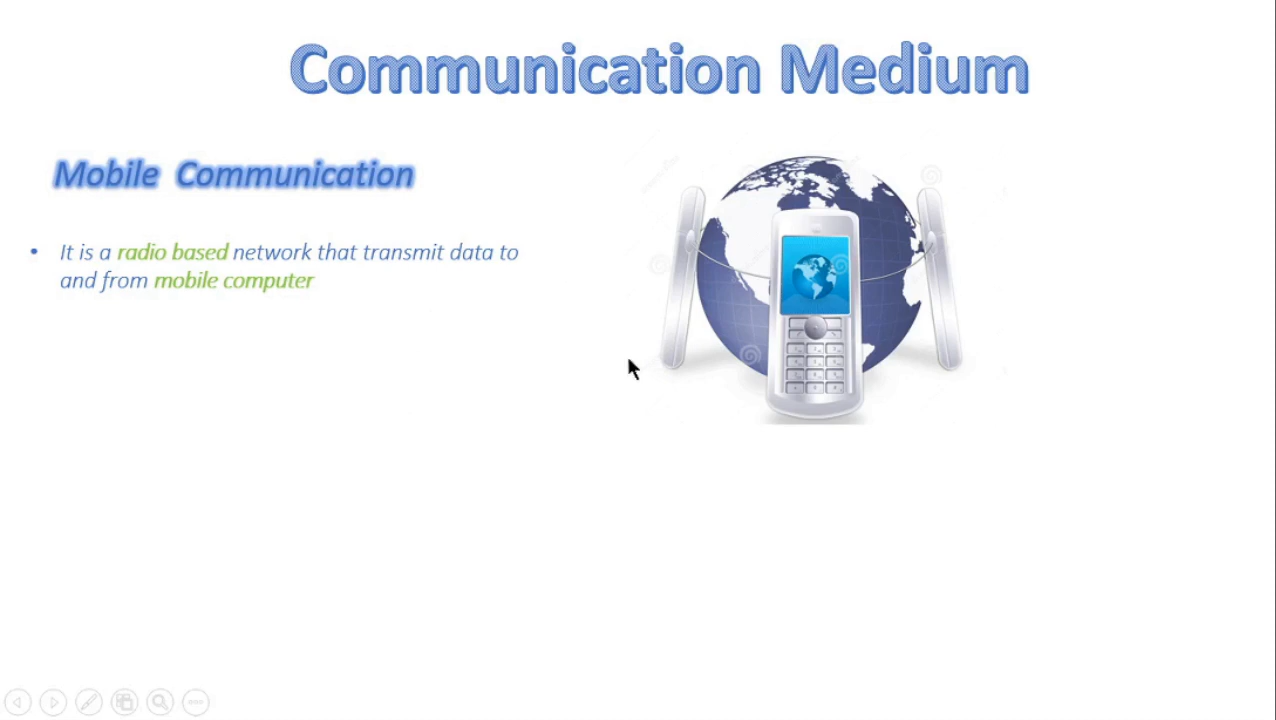 Communication Medium
Mobile Communication
• It is a radio based network that transmit data to
and from mobile computer